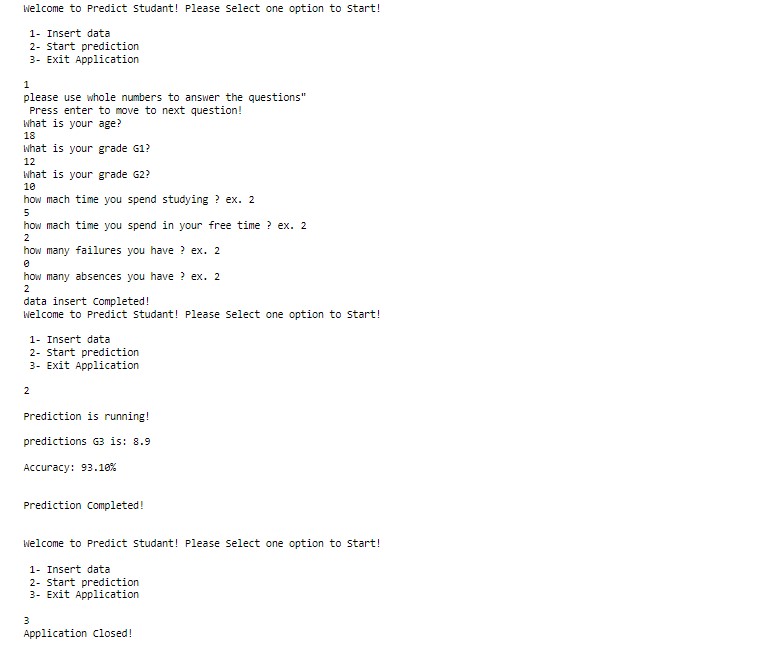 Welcome to Predict Studant! Please Select one option to Start!
1- Insert data
2- Start prediction
3- Exit Application
1
please use whole numbers to answer the questions"
Press enter to move to next question!
What is your age?
18
What is your grade G1?
12
What is your grade G2?
10
how mach time you spend studying ? ex. 2
5
how mach time you spend in your free time ? ex. 2
2
how many failures you have ? ex. 2
0
how many absences you have ? ex. 2
2
data insert Completed!
Welcome to Predict Studant! Please Select one option to Start!
1- Insert data
2- Start prediction
3- Exit Application
2
Prediction is running!
predictions G3 is: 8.9
Accuracy: 93.10%
Prediction Completed!
Welcome to Predict Studant! Please Select one option to Start!
1- Insert data
2- Start prediction
3- Exit Application
3
Application Closed!